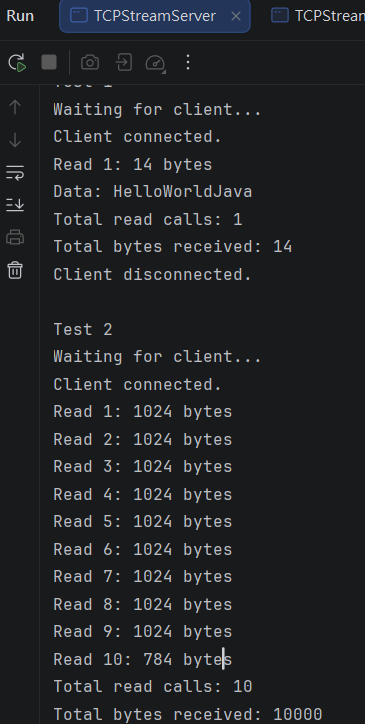 Run
TCPStreamServer
TCPStream
Test 1
Waiting for client...
Client connected.
Read 1: 14 bytes
Data: HelloWorldJava
Total read calls: 1
Total bytes received: 14
Client disconnected.
Test 2
Waiting for client...
Client connected.
Read 1: 1024 bytes
Read 2: 1024 bytes
Read 3: 1024 bytes
Read 4: 1024 bytes
Read 5: 1024 bytes
Read 6: 1024 bytes
Read 7: 1024 bytes
Read 8: 1024 bytes
Read 9: 1024 bytes
Read 10: 784 bytes
Total read calls: 10
Total bytes received: 10000